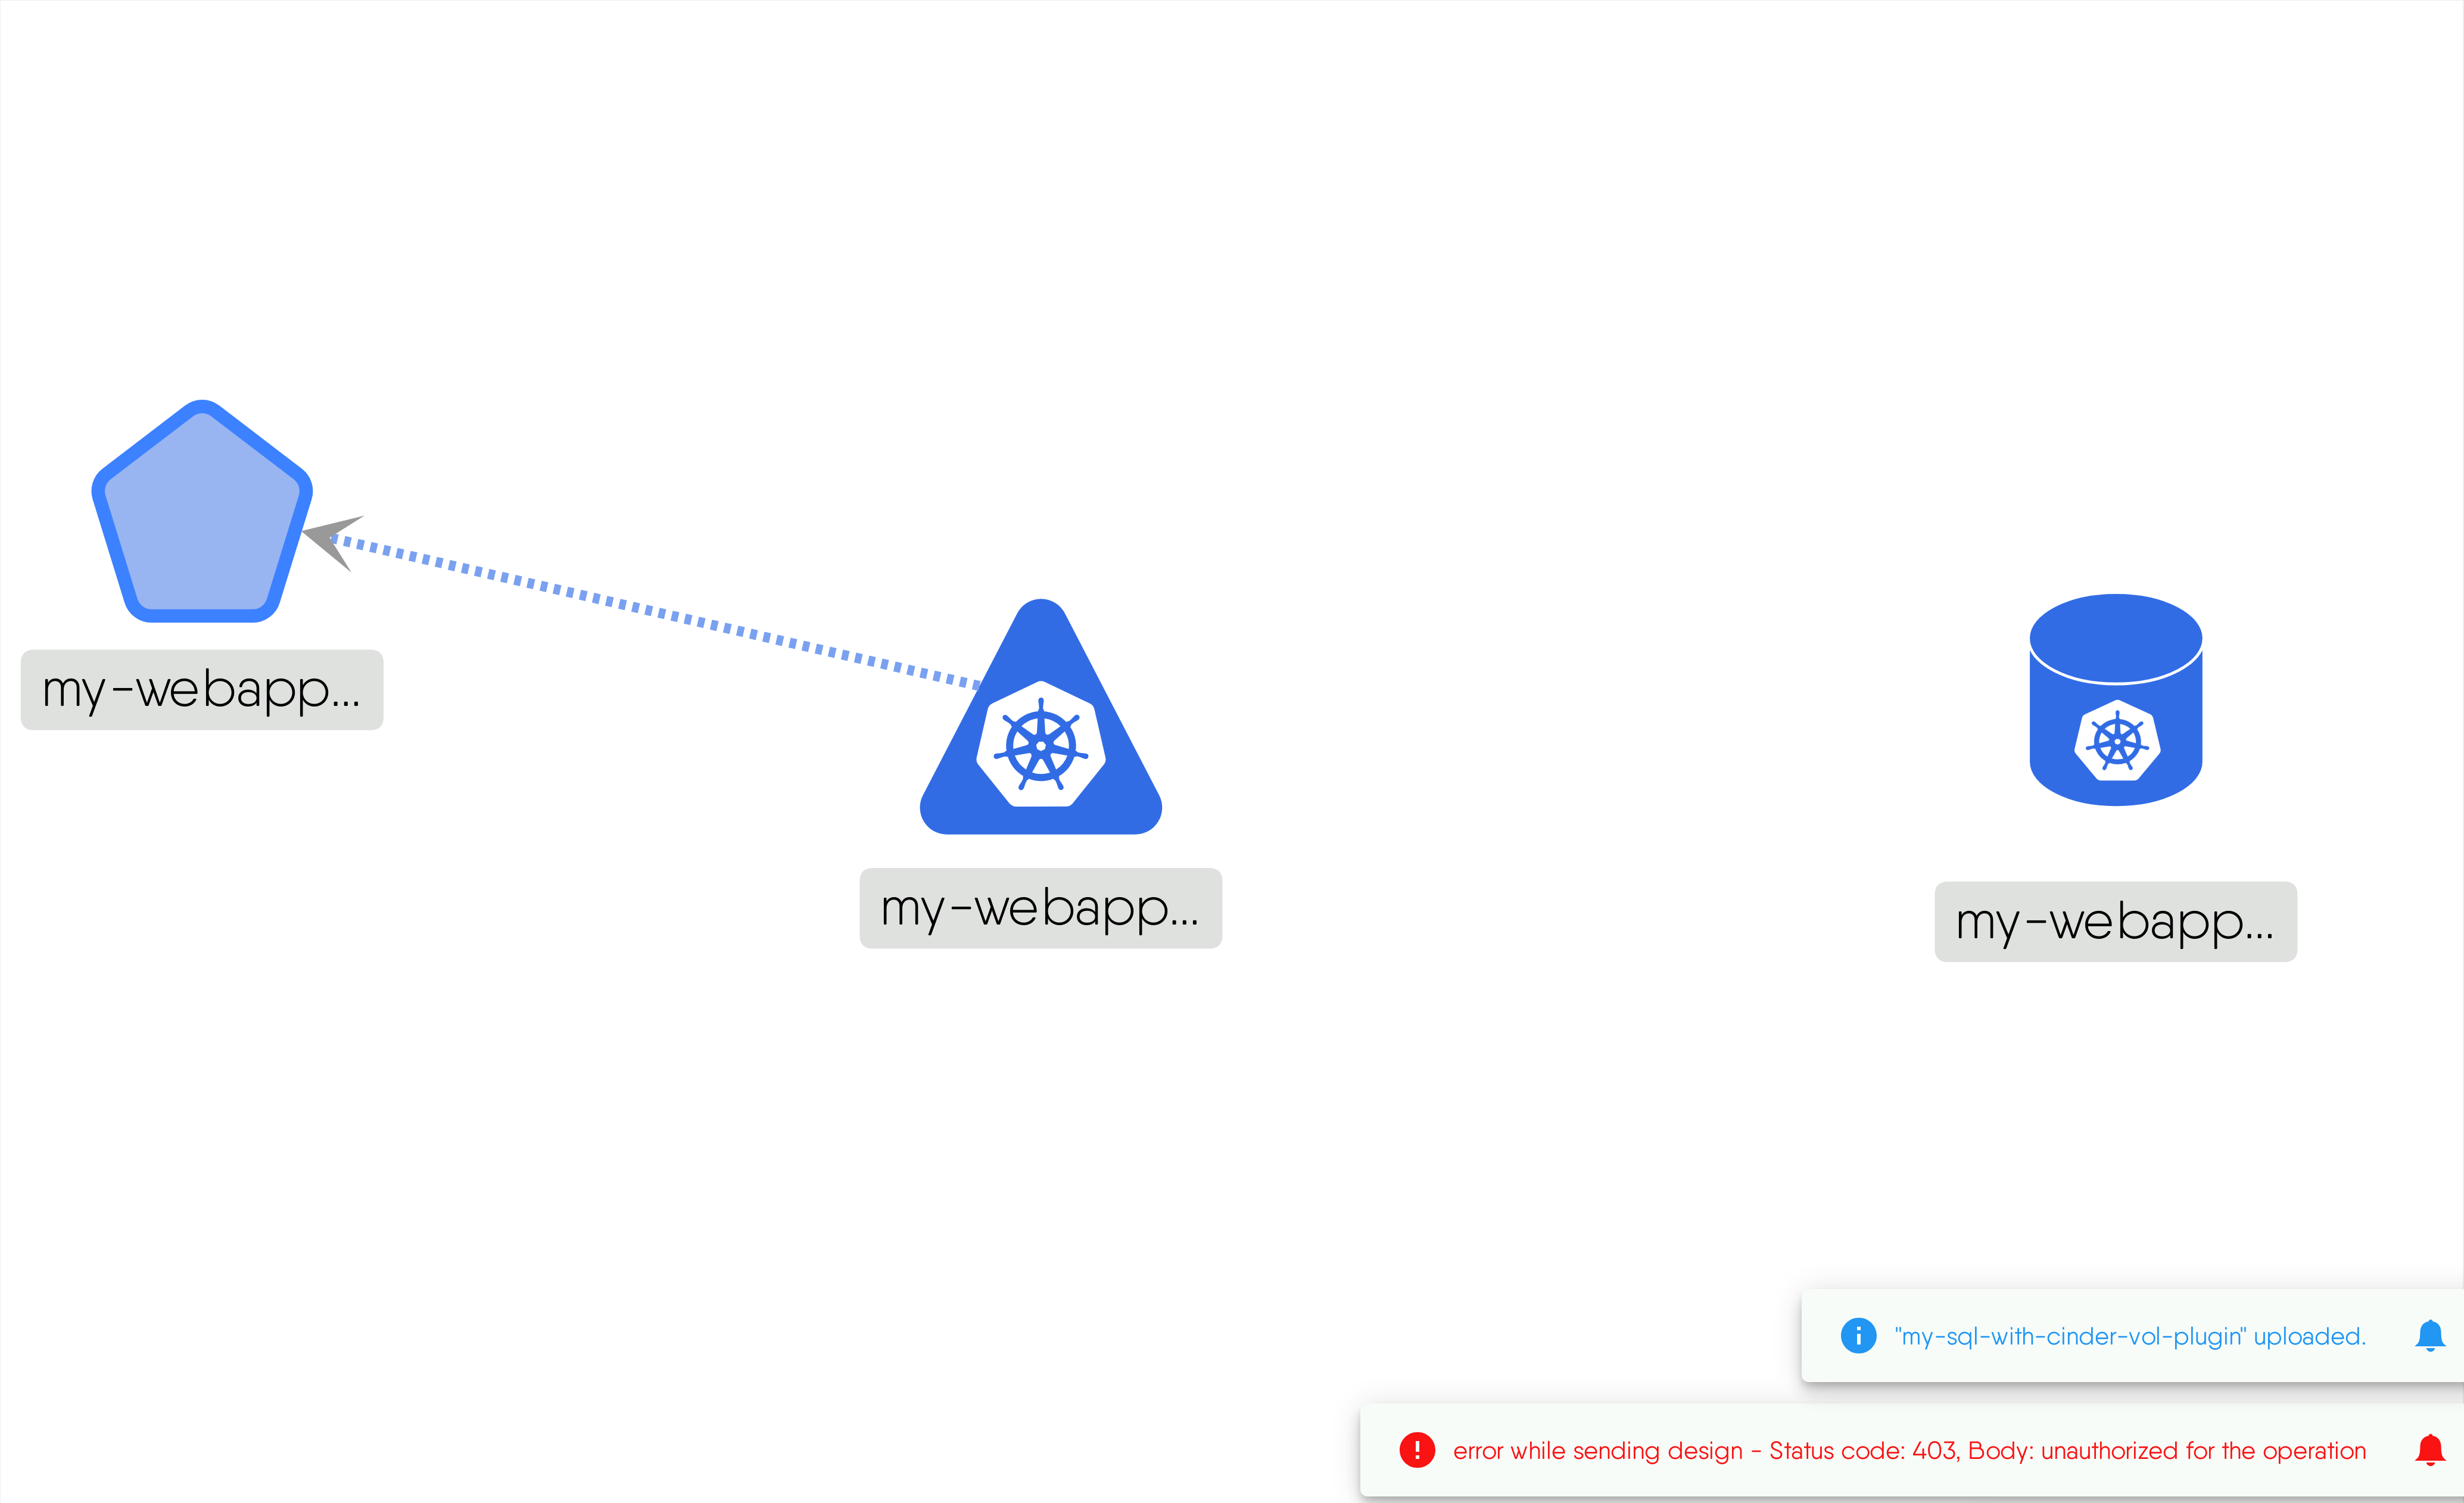 my-webapp...
my-webapp...
my-webapp...
"my-sql-with-cinder-vol-plugin" uploaded.
error while sending design - Status code: 403, Body: unauthorized for the operation